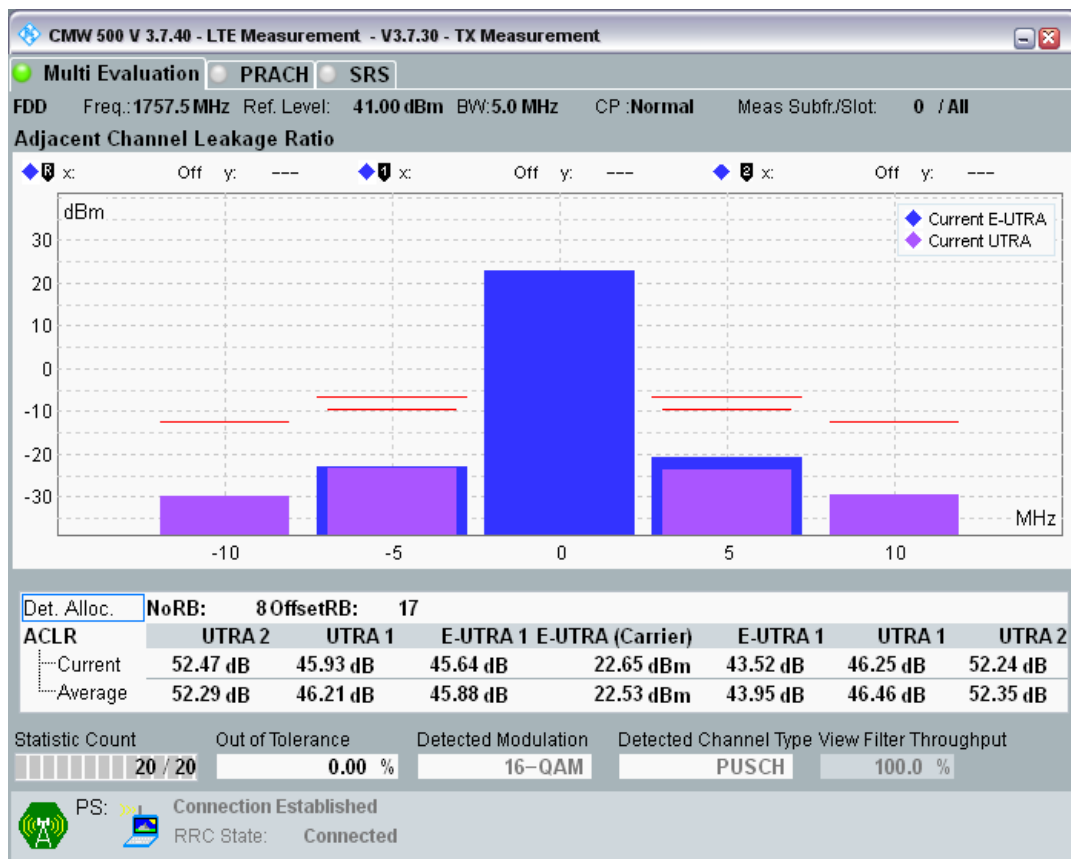 CMW 500 V 3.7.40 - LTE Measurement - V3.7.30 - TX Measurement
Multi Evaluation PRACH SRS
FDD Freq.:1757.5 MHz Ref. Level: 41.00 dBm BW:5.0 MHz CP :Normal Meas Subfr./Slot: 0 / All
Adjacent Channel Leakage Ratio
R x: Off y: --- 1 x: Off y: --- 2 x: Off y: ---
dBm
Current E-UTRA
Current UTRA
30
20
10
0
-10
-20
-30
MHz
-10 -5 0 5 10
Det. Alloc. NoRB: 8 OffsetRB: 17
ACLR UTRA 2 UTRA 1 E-UTRA 1 E-UTRA (Carrier) E-UTRA 1 UTRA 1 UTRA 2
Current 52.47 dB 45.93 dB 45.64 dB 22.65 dBm 43.52 dB 46.25 dB 52.24 dB
Average 52.29 dB 46.21 dB 45.88 dB 22.53 dBm 43.95 dB 46.46 dB 52.35 dB
Statistic Count Out of Tolerance Detected Modulation Detected Channel Type View Filter Throughput
20 / 20 0.00 % 16-QAM PUSCH 100.0 %
PS: Connection Established
RRC State: Connected